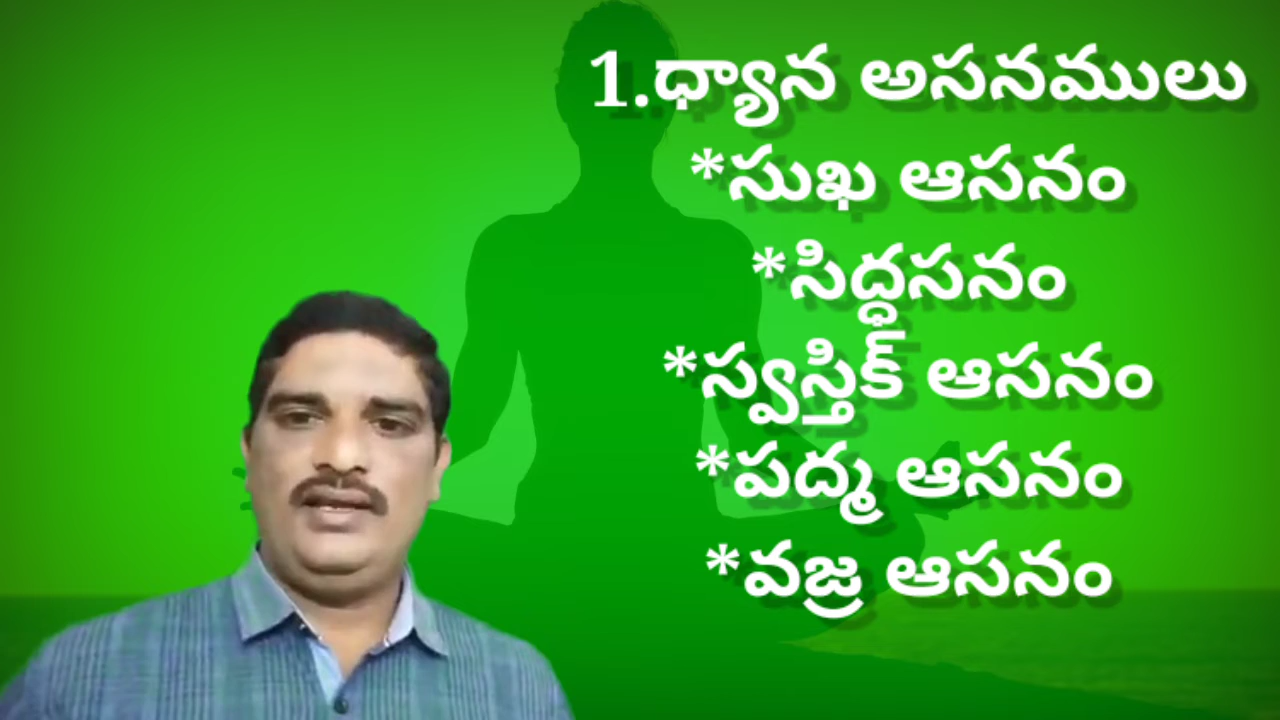 1.ధ్యాన అసనములు
*సుఖ ఆసనం
*సిద్ధసనం
*స్వస్తిక్ ఆసనం
*పద్మ ఆసనం
*వజ్ర ఆసనం